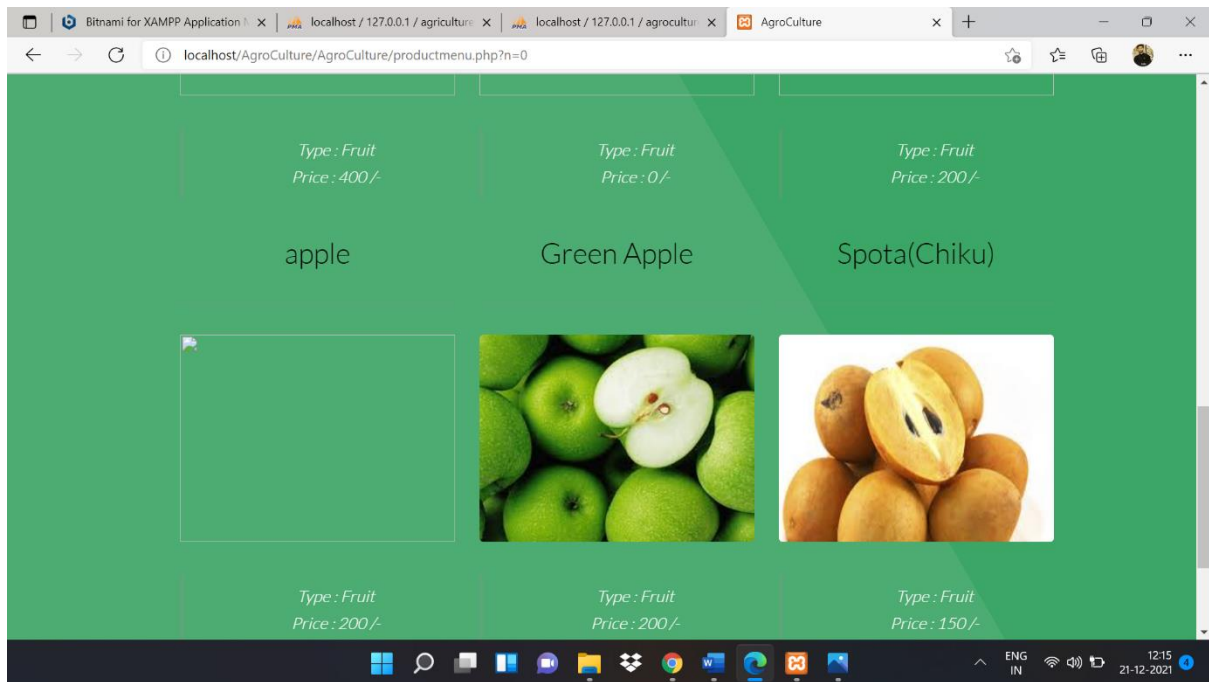 Bitnami for XAMPP Application M
localhost / 127.0.0.1 / agriculture
localhost / 127.0.0.1 / agrocultur
AgroCulture
localhost/AgroCulture/AgroCulture/productmenu.php?n=0
Type : Fruit
Price : 400 /-
Type : Fruit
Price : 0 /-
Type : Fruit
Price : 200 /-
apple
Green Apple
Spota(Chiku)
Type : Fruit
Price : 200 /-
Type : Fruit
Price : 200 /-
Type : Fruit
Price : 150 /-
ENG
IN
12:15
21-12-2021
4